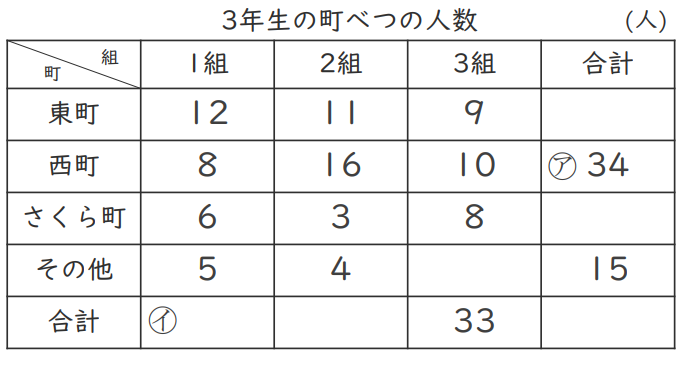 3年生の町べつの人数 (人)
組 町 1組 2組 3組 合計
東町 12 11 9
西町 8 16 10 ㋐ 34
さくら町 6 3 8
その他 5 4 15
合計 ㋑ 33